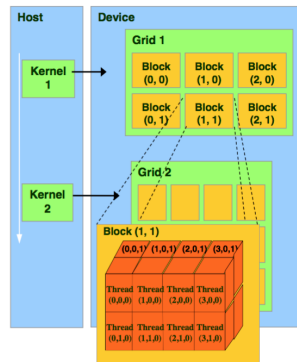 Host
Device
Grid 1
Kernel
1
Block
(0, 0)
Block
(1, 0)
Block
(2, 0)
Block
(0, 1)
Block
(1, 1)
Block
(2, 1)
Grid 2
Kernel
2
Block (1, 1)
(0,0,1) (1,0,1) (2,0,1) (3,0,1)
Thread
(0,0,0)
Thread
(1,0,0)
Thread
(2,0,0)
Thread
(3,0,0)
Thread
(0,1,0)
Thread
(1,1,0)
Thread
(2,1,0)
Thread
(3,1,0)